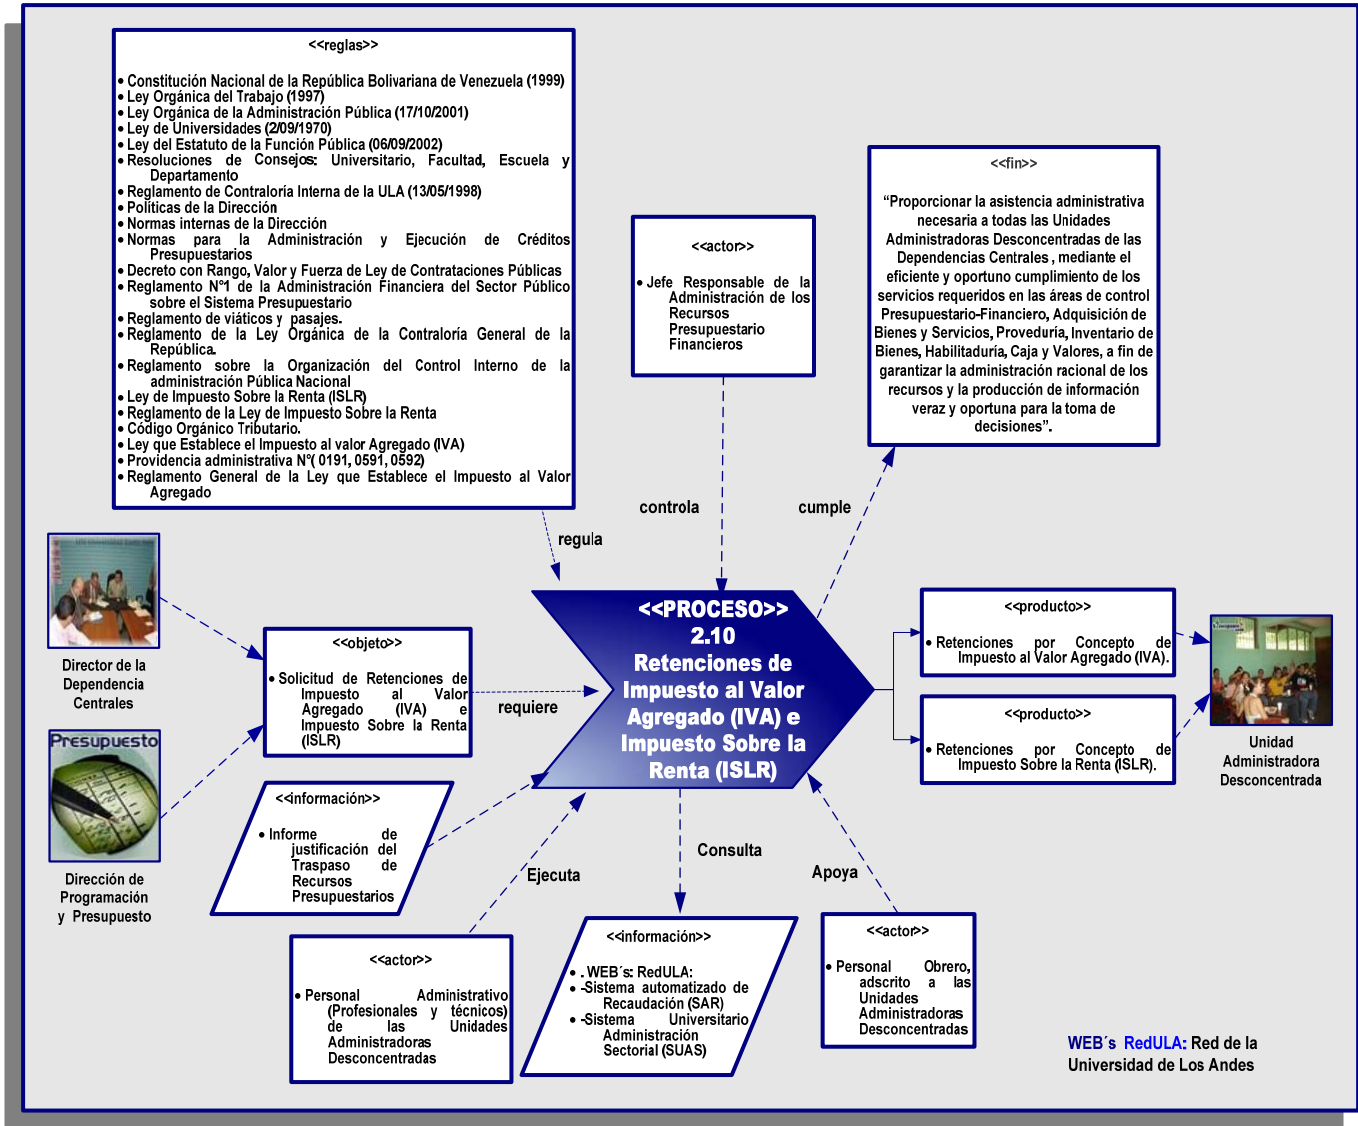 <<reglas>>
• Constitución Nacional de la República Bolivariana de Venezuela (1999)
• Ley Orgánica del Trabajo (1997)
• Ley Orgánica de la Administración Pública (17/10/2001)
• Ley de Universidades (2/09/1970)
• Ley del Estatuto de la Función Pública (06/09/2002)
• Resoluciones de Consejos: Universitario, Facultad, Escuela y
Departamento
• Reglamento de Contraloría Interna de la ULA (13/05/1998)
• Políticas de la Dirección
• Normas internas de la Dirección
• Normas para la Administración y Ejecución de Créditos
Presupuestarios
• Decreto con Rango, Valor y Fuerza de Ley de Contrataciones Públicas
• Reglamento N°1 de la Administración Financiera del Sector Público
sobre el Sistema Presupuestario
• Reglamento de viáticos y pasajes.
• Reglamento de la Ley Orgánica de la Contraloría General de la
República.
• Reglamento sobre la Organización del Control Interno de la
administración Pública Nacional
• Ley de Impuesto Sobre la Renta (ISLR)
• Reglamento de la Ley de Impuesto Sobre la Renta
• Código Orgánico Tributario.
• Ley que Establece el Impuesto al valor Agregado (IVA)
• Providencia administrativa N°( 0191, 0591, 0592)
• Reglamento General de la Ley que Establece el Impuesto al Valor
Agregado
<<actor>>
• Jefe Responsable de la
Administración de los
Recursos
Presupuestario
Financieros
<<fin>>
“Proporcionar la asistencia administrativa
necesaria a todas las Unidades
Administradoras Desconcentradas de las
Dependencias Centrales , mediante el
eficiente y oportuno cumplimiento de los
servicios requeridos en las áreas de control
Presupuestario-Financiero, Adquisición de
Bienes y Servicios, Proveduría, Inventario de
Bienes, Habilitaduría, Caja y Valores, a fin de
garantizar la administración racional de los
recursos y la producción de información
veraz y oportuna para la toma de
decisiones”.
regula
controla
cumple
Director de la
Dependencia
Centrales
Presupuesto
Dirección de
Programación
y Presupuesto
<<objeto>>
• Solicitud de Retenciones de
Impuesto al Valor
Agregado (IVA) e
Impuesto Sobre la Renta
(ISLR)
requiere
<<PROCESO>>
2.10
Retenciones de
Impuesto al Valor
Agregado (IVA) e
Impuesto Sobre la
Renta (ISLR)
<<producto>>
• Retenciones por Concepto de
Impuesto al Valor Agregado (IVA).
<<producto>>
• Retenciones por Concepto de
Impuesto Sobre la Renta (ISLR).
Unidad
Administradora
Desconcentrada
<<información>>
• Informe de
justificación del
Traspaso de
Recursos
Presupuestarios
Ejecuta
Consulta
Apoya
<<actor>>
• Personal Administrativo
(Profesionales y técnicos)
de las Unidades
Administradoras
Desconcentradas
<<información>>
• . WEB´s: RedULA:
• -Sistema automatizado de
Recaudación (SAR)
• -Sistema Universitario
Administración
Sectorial (SUAS)
<<actor>>
• Personal Obrero,
adscrito a las
Unidades
Administradoras
Desconcentradas
WEB´s RedULA: Red de la
Universidad de Los Andes